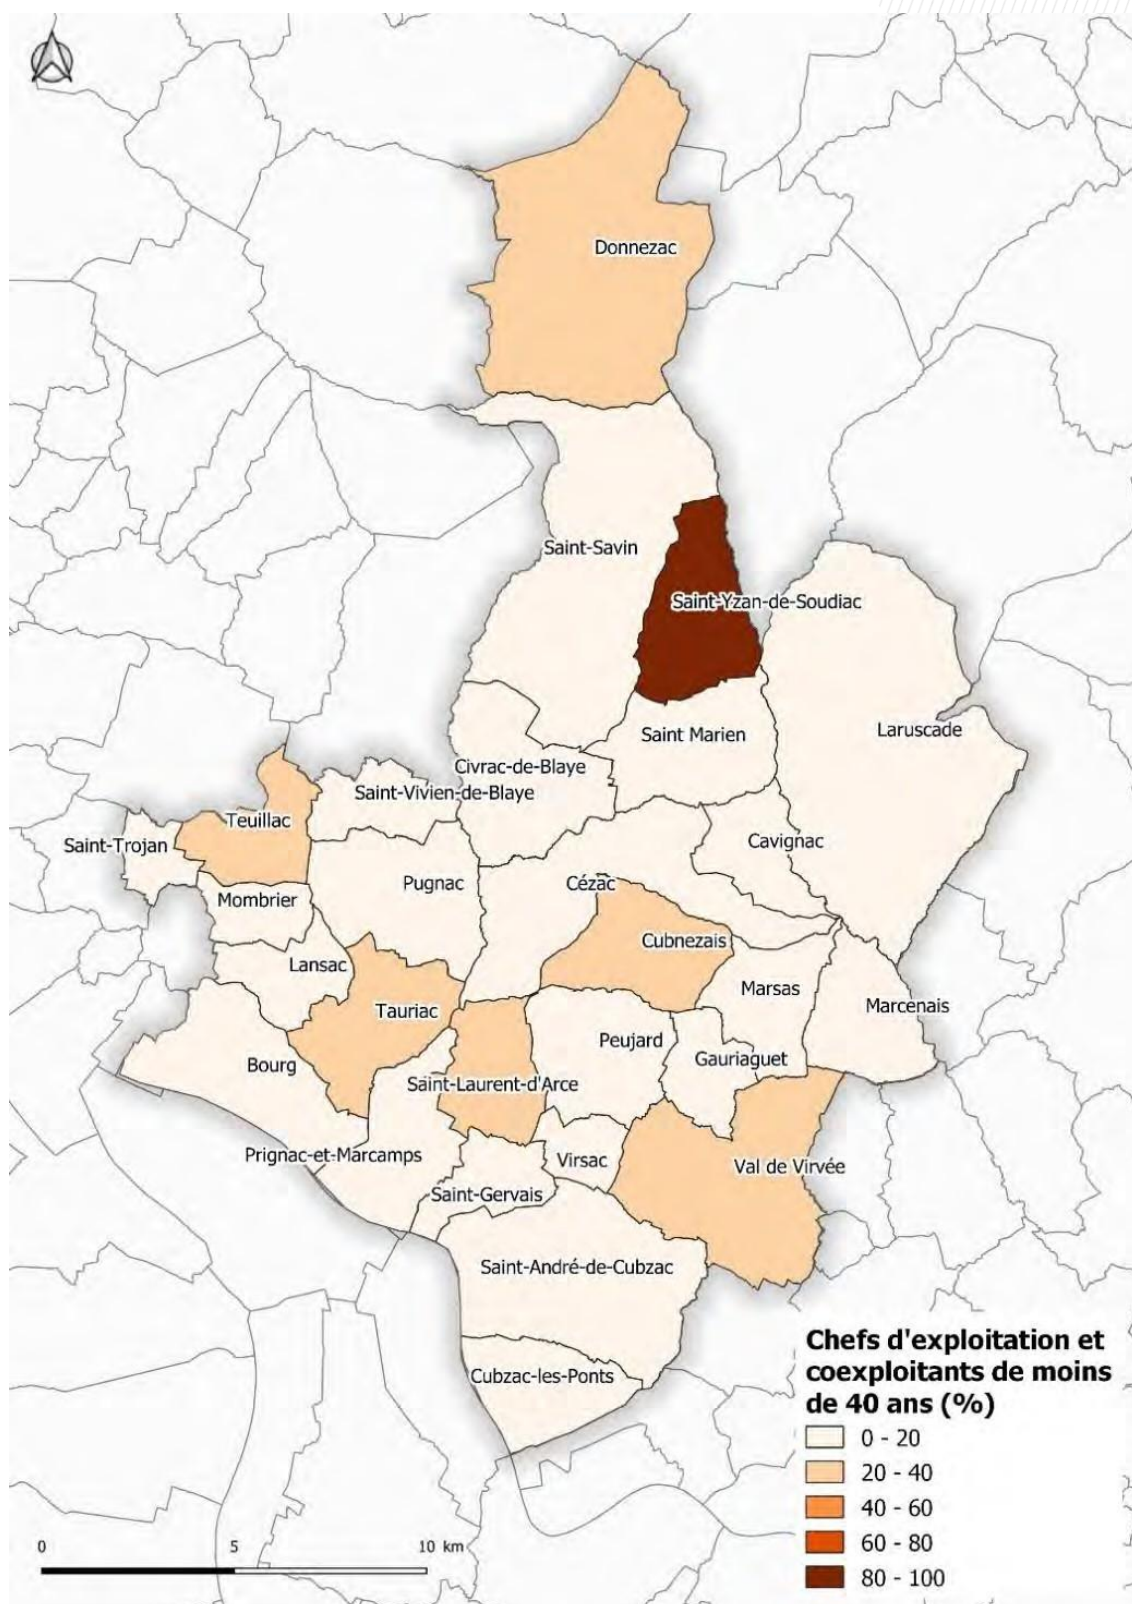 Donnezac
Saint-Savin
Saint-Yzan-de-Soudiac
Saint Marien
Laruscade
Civrac-de-Blaye
Saint-Vivien-de-Blaye
Teuillac
Saint-Trojan
Cavignac
Pugnac
Cézac
Mombrier
Cubnezais
Lansac
Marsas
Marcenais
Tauriac
Peujard
Gauriaguet
Bourg
Saint-Laurent-d'Arce
Prignac-et-Marcamps
Virsac
Val de Virvée
Saint-Gervais
Saint-André-de-Cubzac
Cubzac-les-Ponts
Chefs d'exploitation et
coexploitants de moins
de 40 ans (%)
0 - 20
20 - 40
40 - 60
60 - 80
80 - 100
0 5 10 km